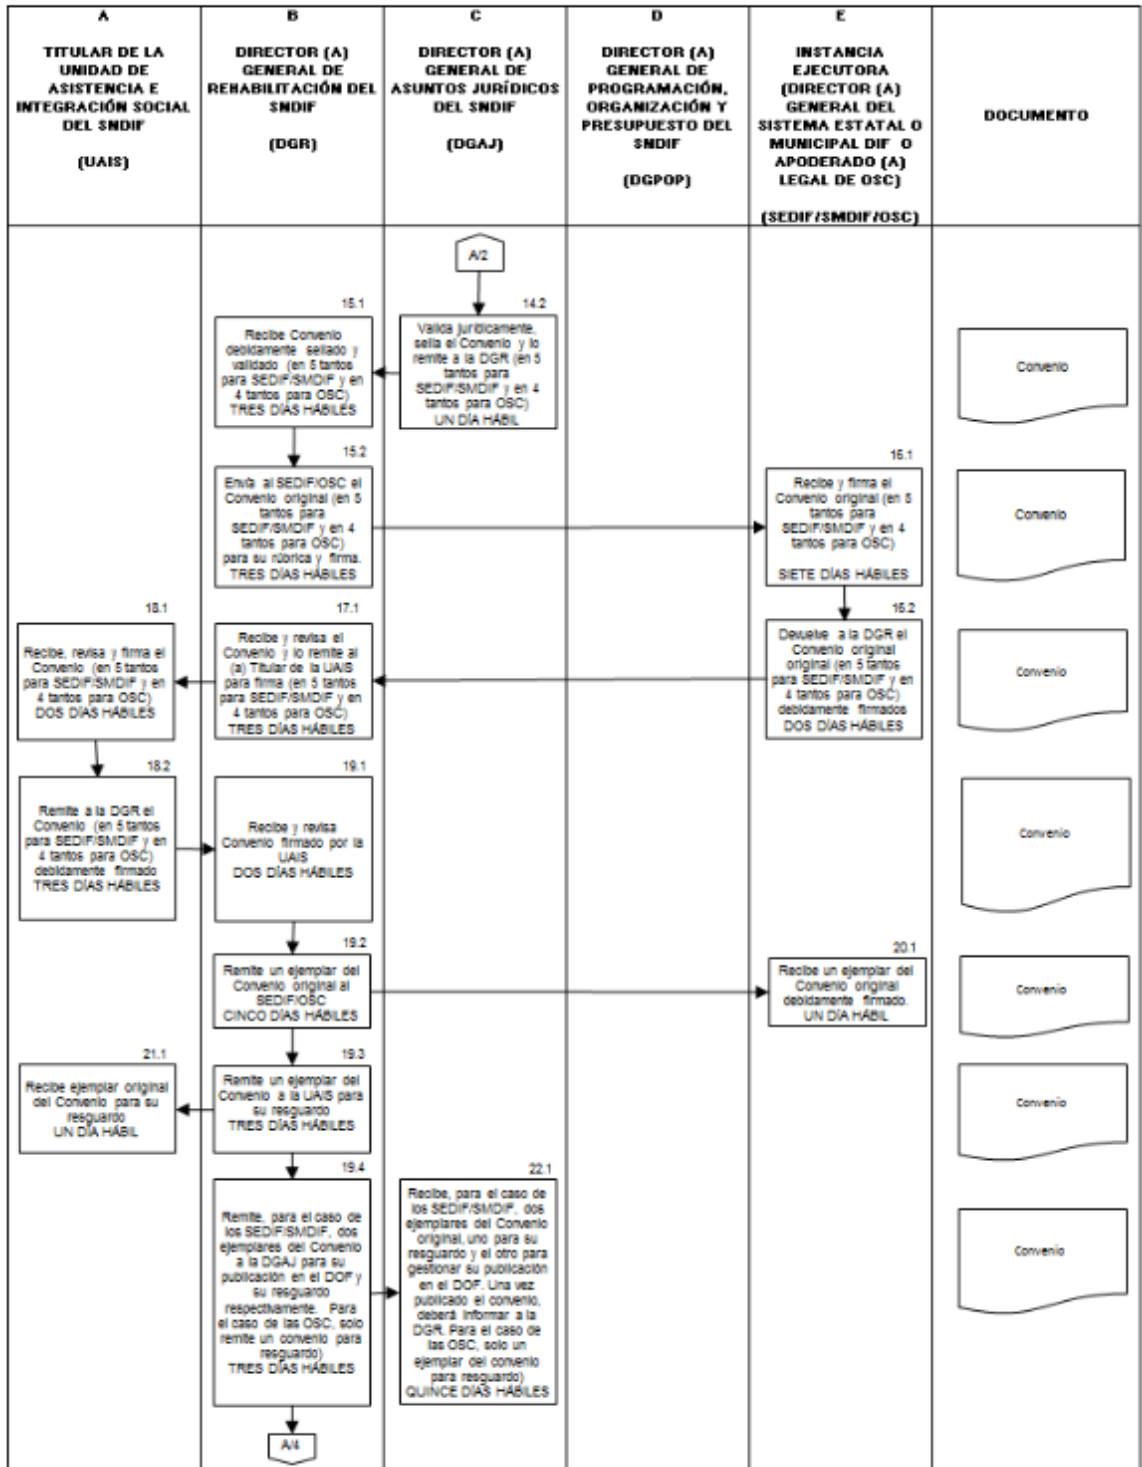 A
TITULAR DE LA
UNIDAD DE
ASISTENCIA E
INTEGRACIÓN SOCIAL
DEL SNDIF
(UAIS)
B
DIRECTOR (A)
GENERAL DE
REHABILITACIÓN DEL
SNDIF
(DGR)
C
DIRECTOR (A)
GENERAL DE
ASUNTOS JURÍDICOS
DEL SNDIF
(DGAJ)
D
DIRECTOR (A)
GENERAL DE
PROGRAMACIÓN,
ORGANIZACIÓN Y
PRESUPUESTO DEL
SNDIF
(DGPOP)
E
INSTANCIA
EJECUTORA
(DIRECTOR (A)
GENERAL DEL
SISTEMA ESTATAL O
MUNICIPAL DIF O
APODERADO (A)
LEGAL DE OSC)
(SEDIF/SMDIF/OSC)
DOCUMENTO
A/2
14.2
Valida jurídicamente,
sella el Convenio y lo
remite a la DGR (en 5
tantos para
SEDIF/SMDIF y en 4
tantos para OSC)
UN DÍA HÁBIL
15.1
Recibe Convenio
debidamente sellado y
validado (en 5 tantos
para SEDIF/SMDIF y en
4 tantos para OSC)
TRES DÍAS HÁBILES
Convenio
15.2
Envía al SEDIF/OSC el
Convenio original (en 5
tantos para
SEDIF/SMDIF y en 4
tantos para OSC)
para su rúbrica y firma.
TRES DÍAS HÁBILES
16.1
Recibe y firma el
Convenio original (en 5
tantos para
SEDIF/SMDIF y en 4
tantos para OSC)
SIETE DÍAS HÁBILES
Convenio
16.2
Devuelve a la DGR el
Convenio original
original (en 5 tantos
para SEDIF/SMDIF y en
4 tantos para OSC)
debidamente firmados
DOS DÍAS HÁBILES
17.1
Recibe y revisa el
Convenio y lo remite al
(a) Titular de la UAIS
para firma (en 5 tantos
para SEDIF/SMDIF y en
4 tantos para OSC)
TRES DÍAS HÁBILES
18.1
Recibe, revisa y firma el
Convenio (en 5 tantos
para SEDIF/SMDIF y en
4 tantos para OSC)
DOS DÍAS HÁBILES
Convenio
18.2
Remite a la DGR el
Convenio (en 5 tantos
para SEDIF/SMDIF y en
4 tantos para OSC)
debidamente firmado
TRES DÍAS HÁBILES
19.1
Recibe y revisa
Convenio firmado por la
UAIS
DOS DÍAS HÁBILES
Convenio
19.2
Remite un ejemplar del
Convenio original al
SEDIF/OSC
CINCO DÍAS HÁBILES
20.1
Recibe un ejemplar del
Convenio original
debidamente firmado.
UN DÍA HÁBIL
Convenio
19.3
Remite un ejemplar del
Convenio a la UAIS para
su resguardo
TRES DÍAS HÁBILES
21.1
Recibe ejemplar original
del Convenio para su
resguardo
UN DÍA HÁBIL
Convenio
19.4
Remite, para el caso de
los SEDIF/SMDIF, dos
ejemplares del Convenio
a la DGAJ para su
publicación en el DOF y
su resguardo
respectivamente. Para
el caso de las OSC, solo
remite un convenio para
resguardo)
TRES DÍAS HÁBILES
22.1
Recibe, para el caso de
los SEDIF/SMDIF, dos
ejemplares del Convenio
original, uno para su
resguardo y el otro para
gestionar su publicación
en el DOF. Una vez
publicado el convenio,
deberá informar a la
DGR. Para el caso de
las OSC, solo un
ejemplar del convenio
para resguardo)
QUINCE DÍAS HÁBILES
Convenio
A/4